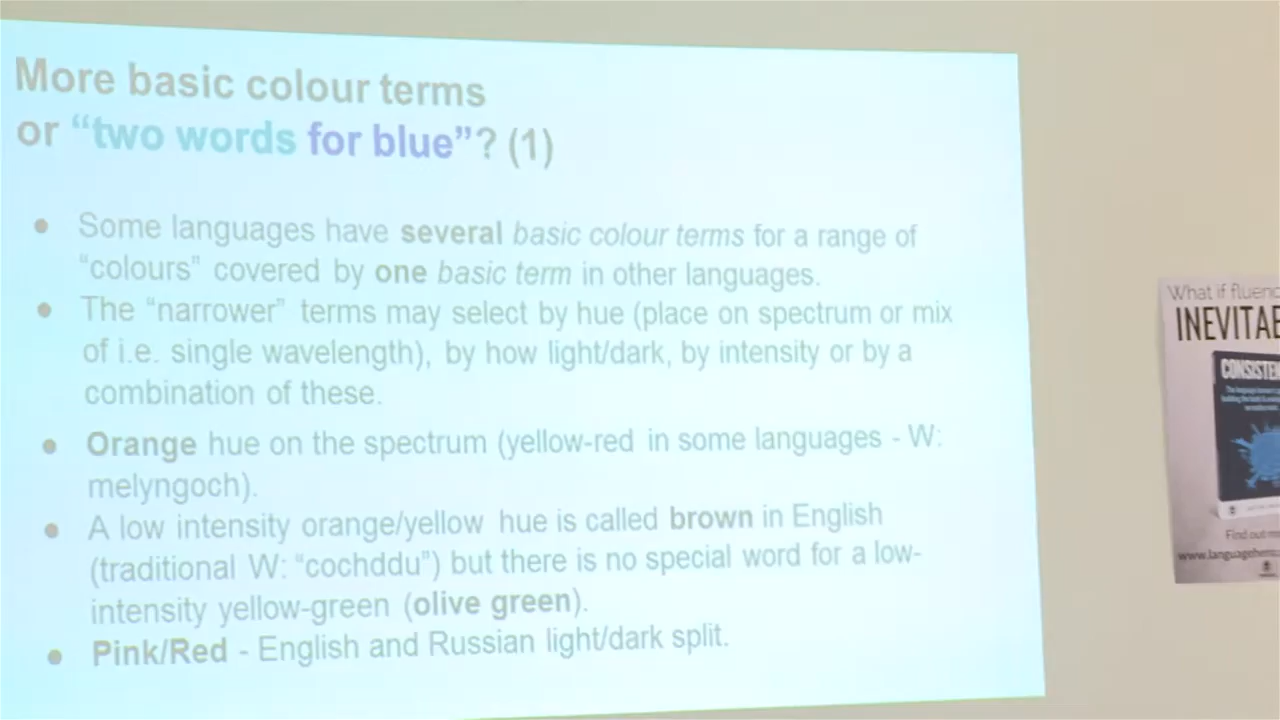 More basic colour terms
or “two words for blue”? (1)
● Some languages have several basic colour terms for a range of
“colours” covered by one basic term in other languages.
● The “narrower” terms may select by hue (place on spectrum or mix
of i.e. single wavelength), by how light/dark, by intensity or by a
combination of these.
● Orange hue on the spectrum (yellow-red in some languages - W:
melyngoch).
● A low intensity orange/yellow hue is called brown in English
(traditional W: “cochddu”) but there is no special word for a low-
intensity yellow-green (olive green).
● Pink/Red - English and Russian light/dark split.
What if
Find out